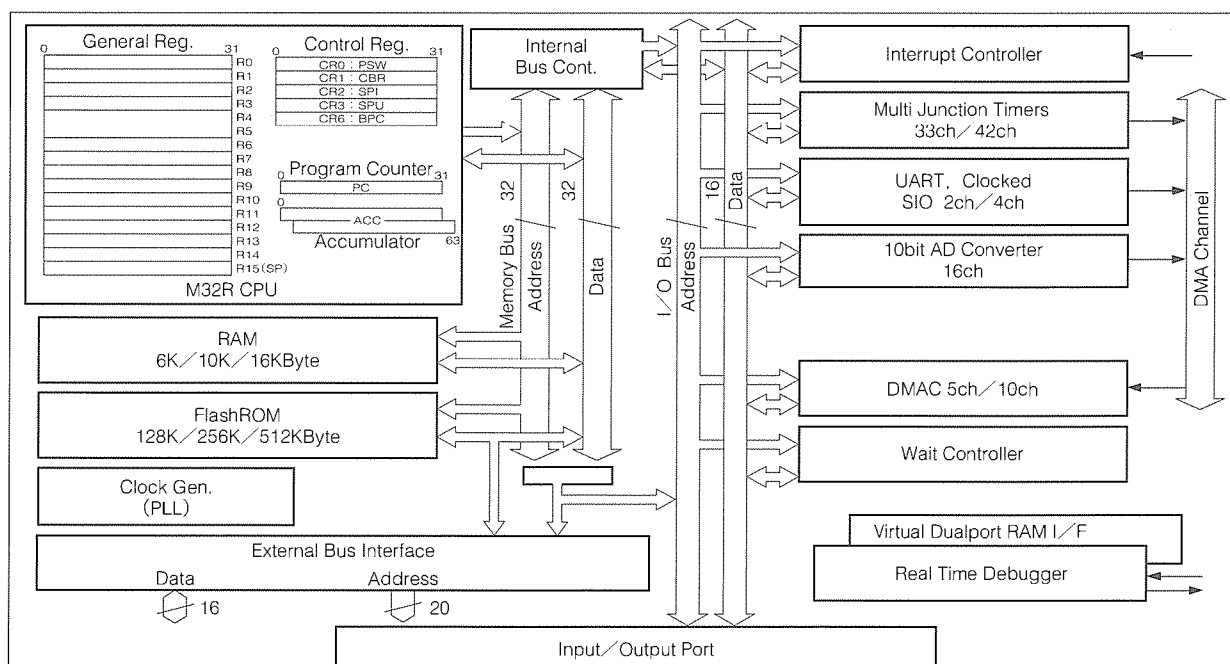 General Reg.
0 31
R0
R1
R2
R3
R4
R5
R6
R7
R8
R9
R10
R11
R12
R13
R14
R15(SP)
Control Reg.
0 31
CR0 : PSW
CR1 : CBR
CR2 : SPI
CR3 : SPU
CR6 : BPC
Program Counter
0 31
PC
0
ACC
Accumulator 63
M32R CPU
RAM
6K／10K／16KByte
FlashROM
128K／256K／512KByte
Clock Gen.
(PLL)
External Bus Interface
Data
16
Address
20
Internal
Bus Cont.
Memory Bus
Address
32
Data
32
I/O Bus
Address
Data
16
Interrupt Controller
Multi Junction Timers
33ch／42ch
UART, Clocked
SIO 2ch／4ch
10bit AD Converter
16ch
DMAC 5ch／10ch
Wait Controller
DMA Channel
Virtual Dualport RAM I／F
Real Time Debugger
Input／Output Port